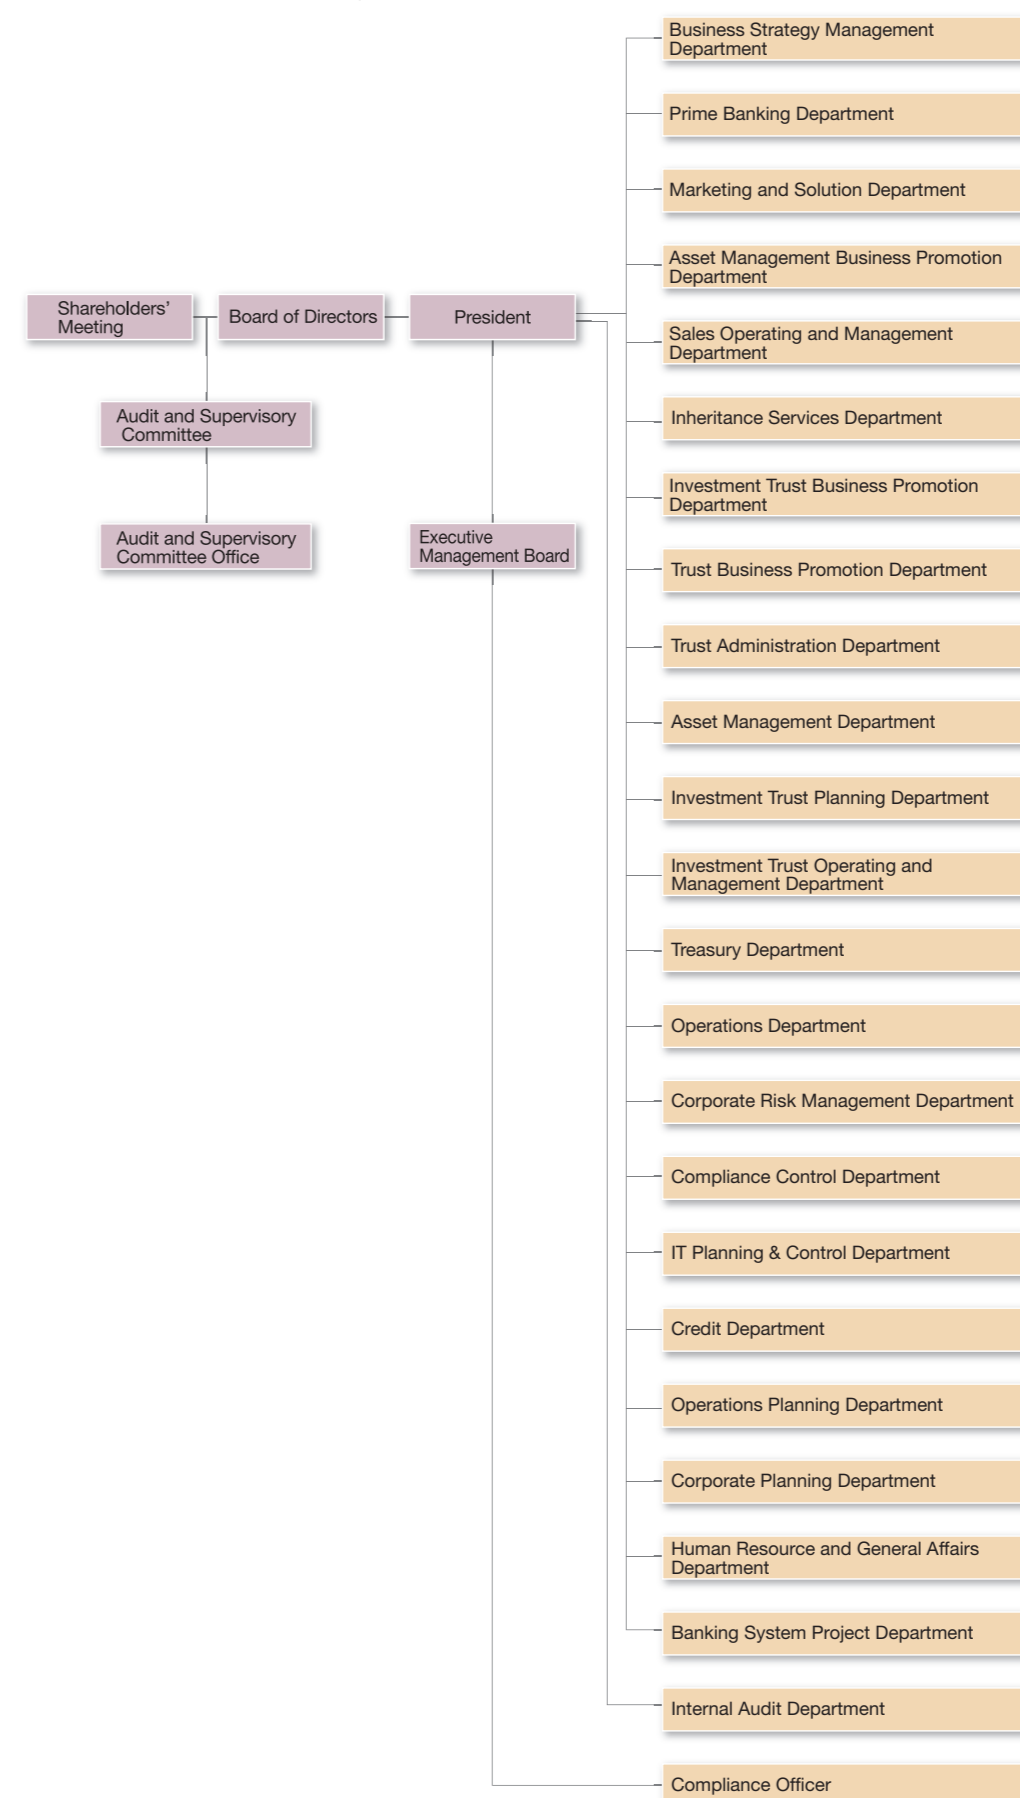 Business Strategy Management
Department
Prime Banking Department
Marketing and Solution Department
Asset Management Business Promotion
Department
Shareholders'
Meeting
Board of Directors
President
Sales Operating and Management
Department
Audit and Supervisory
Committee
Inheritance Services Department
Investment Trust Business Promotion
Department
Audit and Supervisory
Committee Office
Executive
Management Board
Trust Business Promotion Department
Trust Administration Department
Asset Management Department
Investment Trust Planning Department
Investment Trust Operating and
Management Department
Treasury Department
Operations Department
Corporate Risk Management Department
Compliance Control Department
IT Planning & Control Department
Credit Department
Operations Planning Department
Corporate Planning Department
Human Resource and General Affairs
Department
Banking System Project Department
Internal Audit Department
Compliance Officer